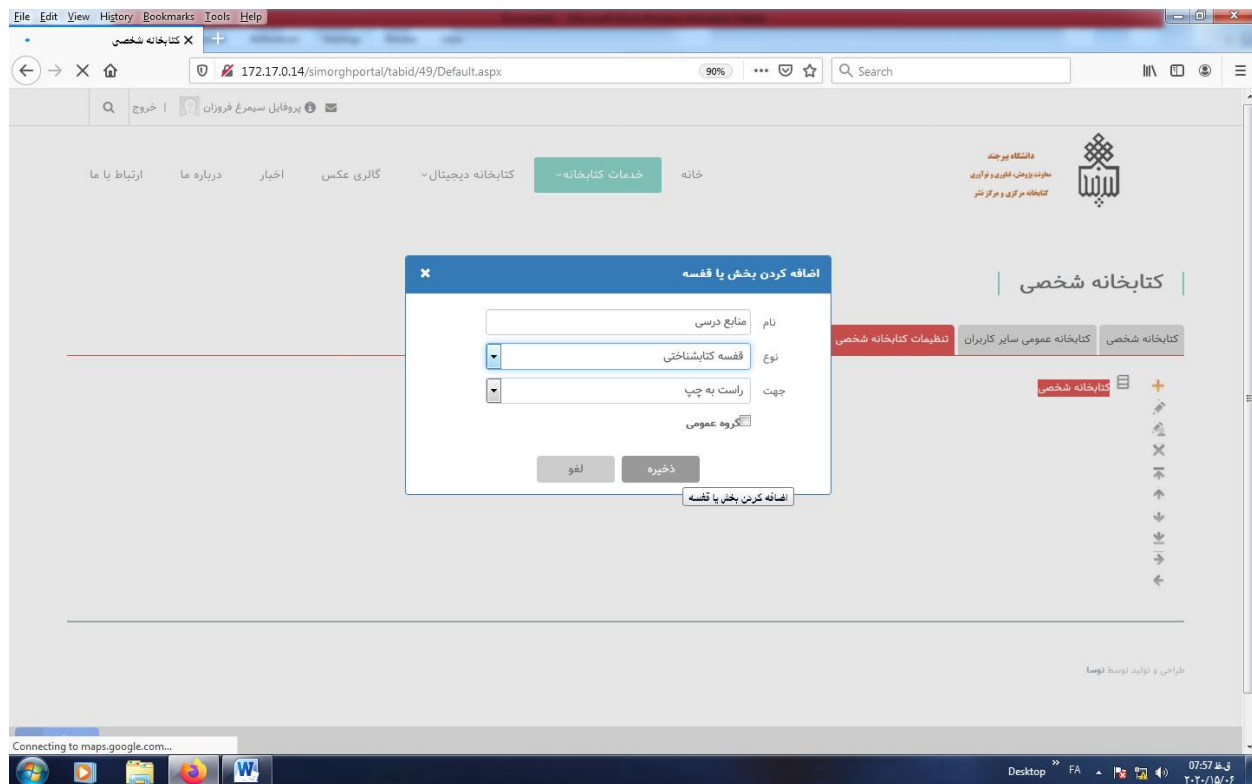 File Edit View History Bookmarks Tools Help
کتابخانه شخصی
172.17.0.14/simorghportal/tabid/49/Default.aspx
90%
Search
پروفایل سیمرغ فروزان | خروج
دانشگاه بیرجند
معاونت پژوهش، فناوری و نوآوری
کتابخانه مرکزی و مرکز نشر
خانه خدمات کتابخانه کتابخانه دیجیتال گالری عکس اخبار درباره ما ارتباط با ما
کتابخانه شخصی
کتابخانه شخصی کتابخانه عمومی سایر کاربران تنظیمات کتابخانه شخصی
کتابخانه شخصی
اضافه کردن بخش یا قفسه
نام منابع درسی
نوع قفسه کتابشناختی
جهت راست به چپ
گروه عمومی
ذخیره لغو
اضافه کردن بخش یا قفسه
طراحی و تولید توسط نوسا
Connecting to maps.google.com...
Desktop FA
07:57 ق.ظ
۲۰۲۰/۱۵/۰۶